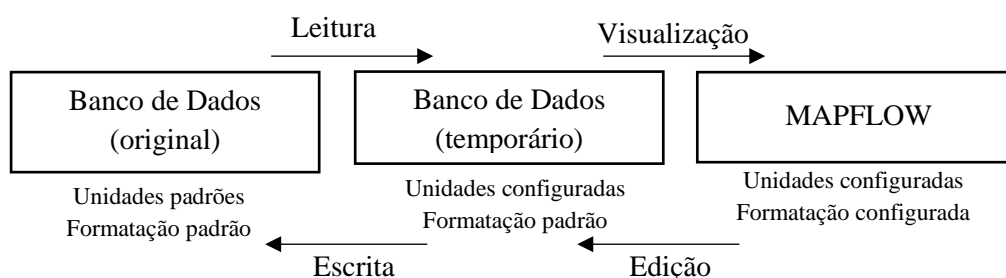 Leitura
Visualização
Banco de Dados
(original)
Banco de Dados
(temporário)
MAPFLOW
Unidades padrões
Formatação padrão
Unidades configuradas
Formatação padrão
Unidades configuradas
Formatação configurada
Escrita
Edição